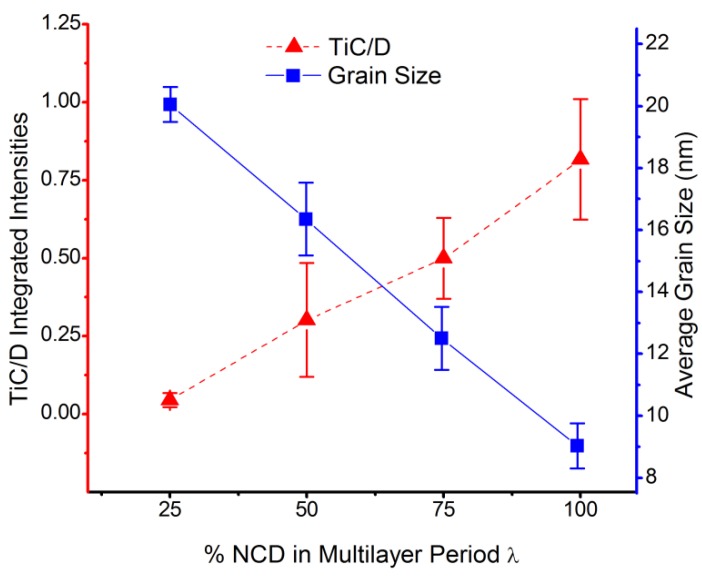 TiC/D
Grain Size
TiC/D Integrated Intensities
1.25
1.00
0.75
0.50
0.25
0.00
Average Grain Size (nm)
22
20
18
16
14
12
10
8
25 50 75 100
% NCD in Multilayer Period λ